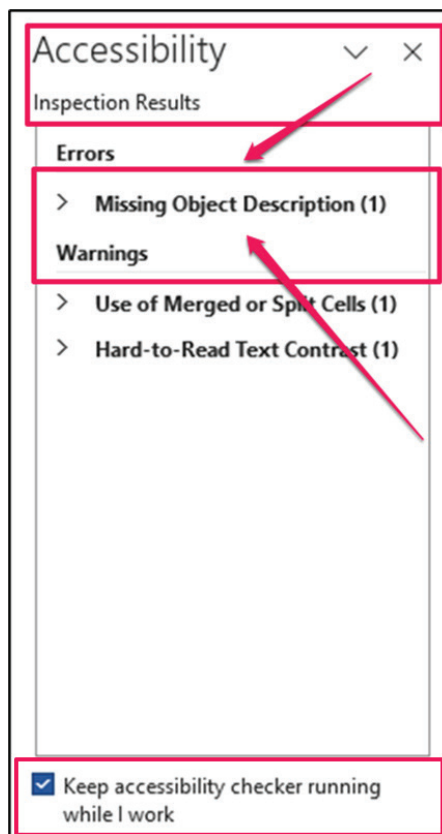 Accessibility
Inspection Results
Errors
Missing Object Description (1)
Warnings
Use of Merged or Split Cells (1)
Hard-to-Read Text Contrast (1)
Keep accessibility checker running
while I work